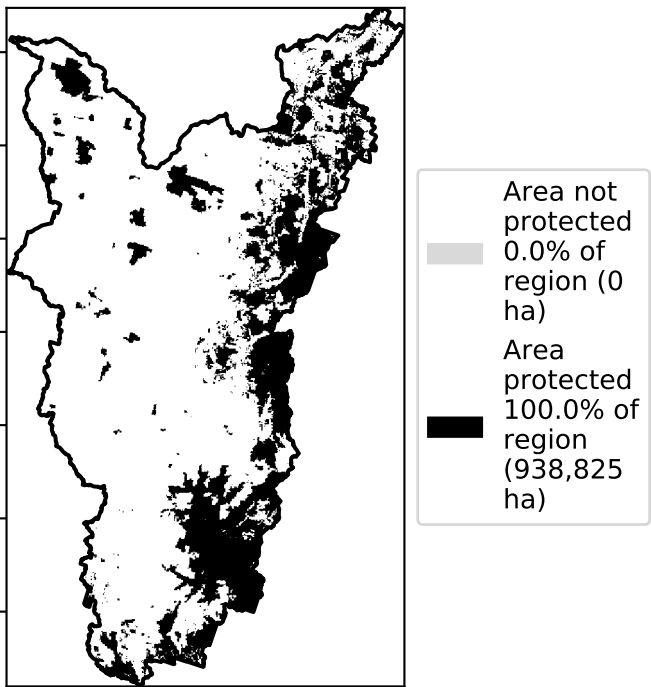 Area not
protected
0.0% of
region (0
ha)
Area
protected
100.0% of
region
(938,825
ha)